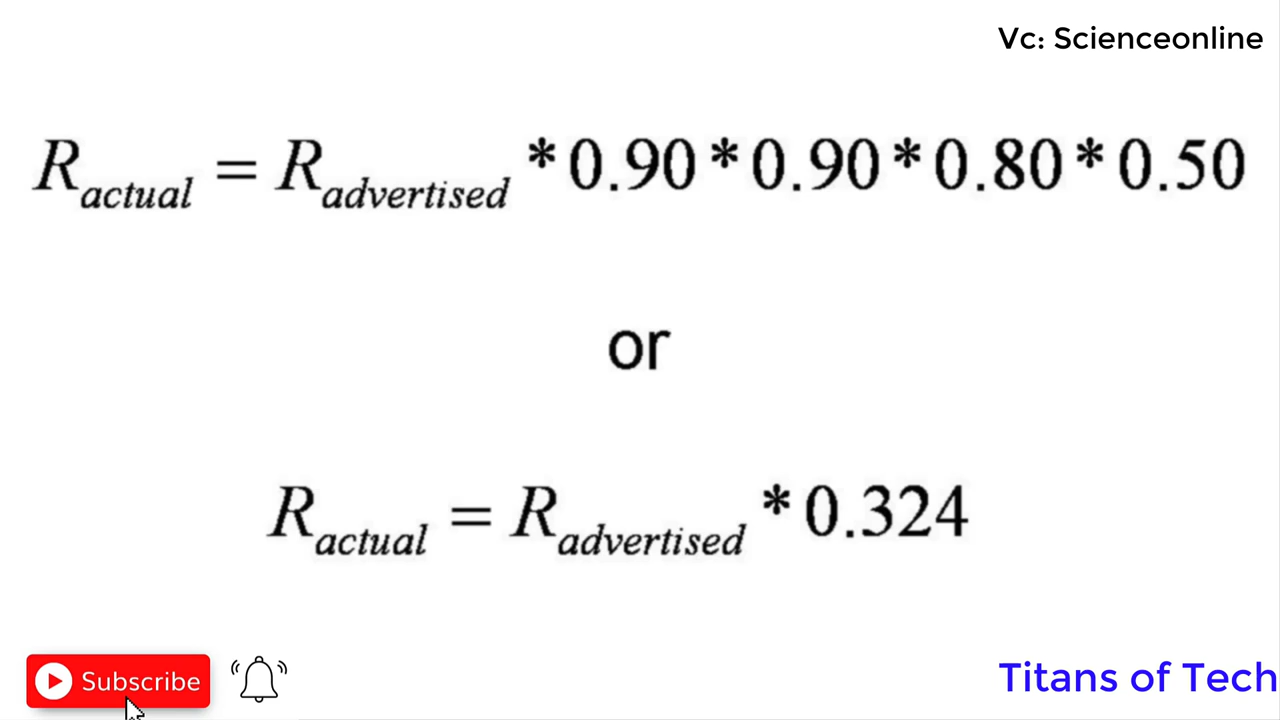 Vc: Scienceonline
R_actual = R_advertised * 0.90 * 0.90 * 0.80 * 0.50
or
R_actual = R_advertised * 0.324
Subscribe
Titans of Tech